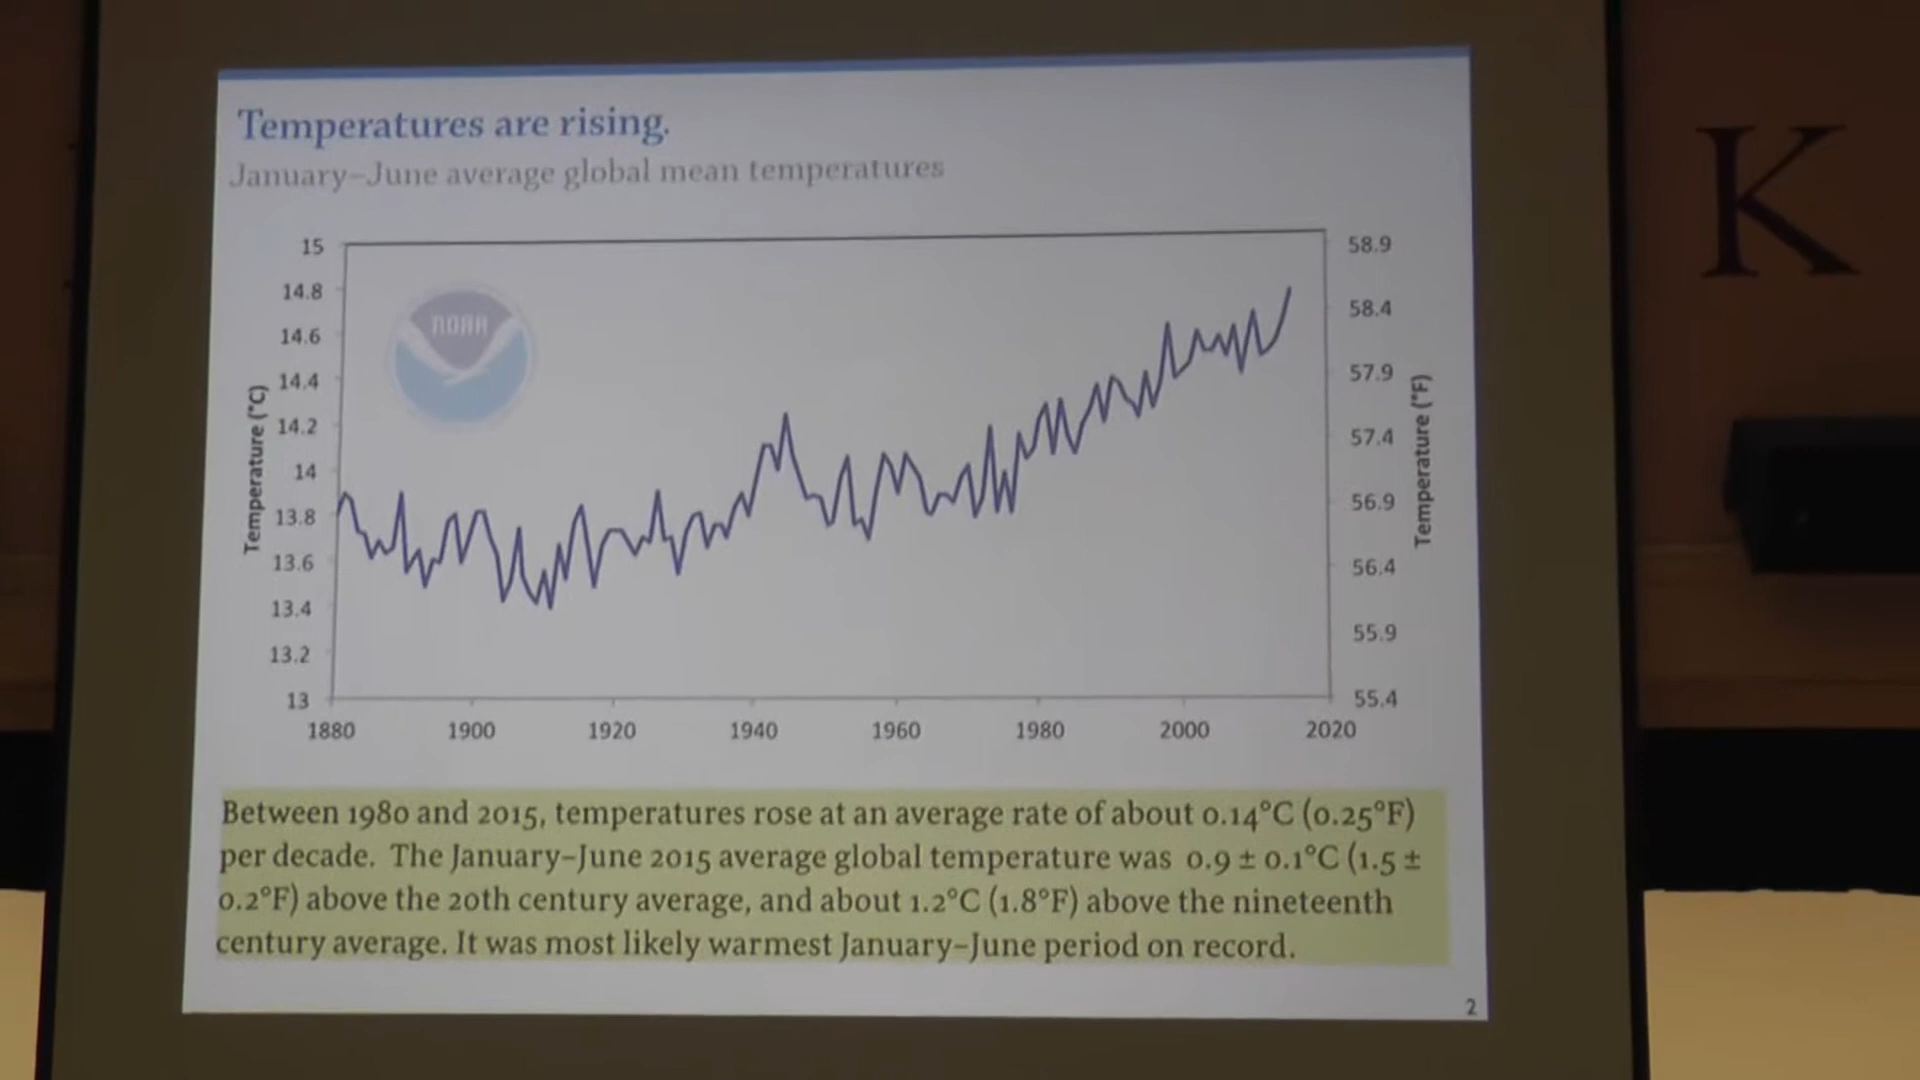 Temperatures are rising.
January–June average global mean temperatures
15
14.8
14.6
14.4
14.2
14
13.8
13.6
13.4
13.2
13
Temperature (°C)
NOAA
58.9
58.4
57.9
57.4
56.9
56.4
55.9
55.4
Temperature (°F)
1880 1900 1920 1940 1960 1980 2000 2020
Between 1980 and 2015, temperatures rose at an average rate of about 0.14°C (0.25°F)
per decade. The January–June 2015 average global temperature was 0.9 ± 0.1°C (1.5 ±
0.2°F) above the 20th century average, and about 1.2°C (1.8°F) above the nineteenth
century average. It was most likely warmest January–June period on record.
2
K